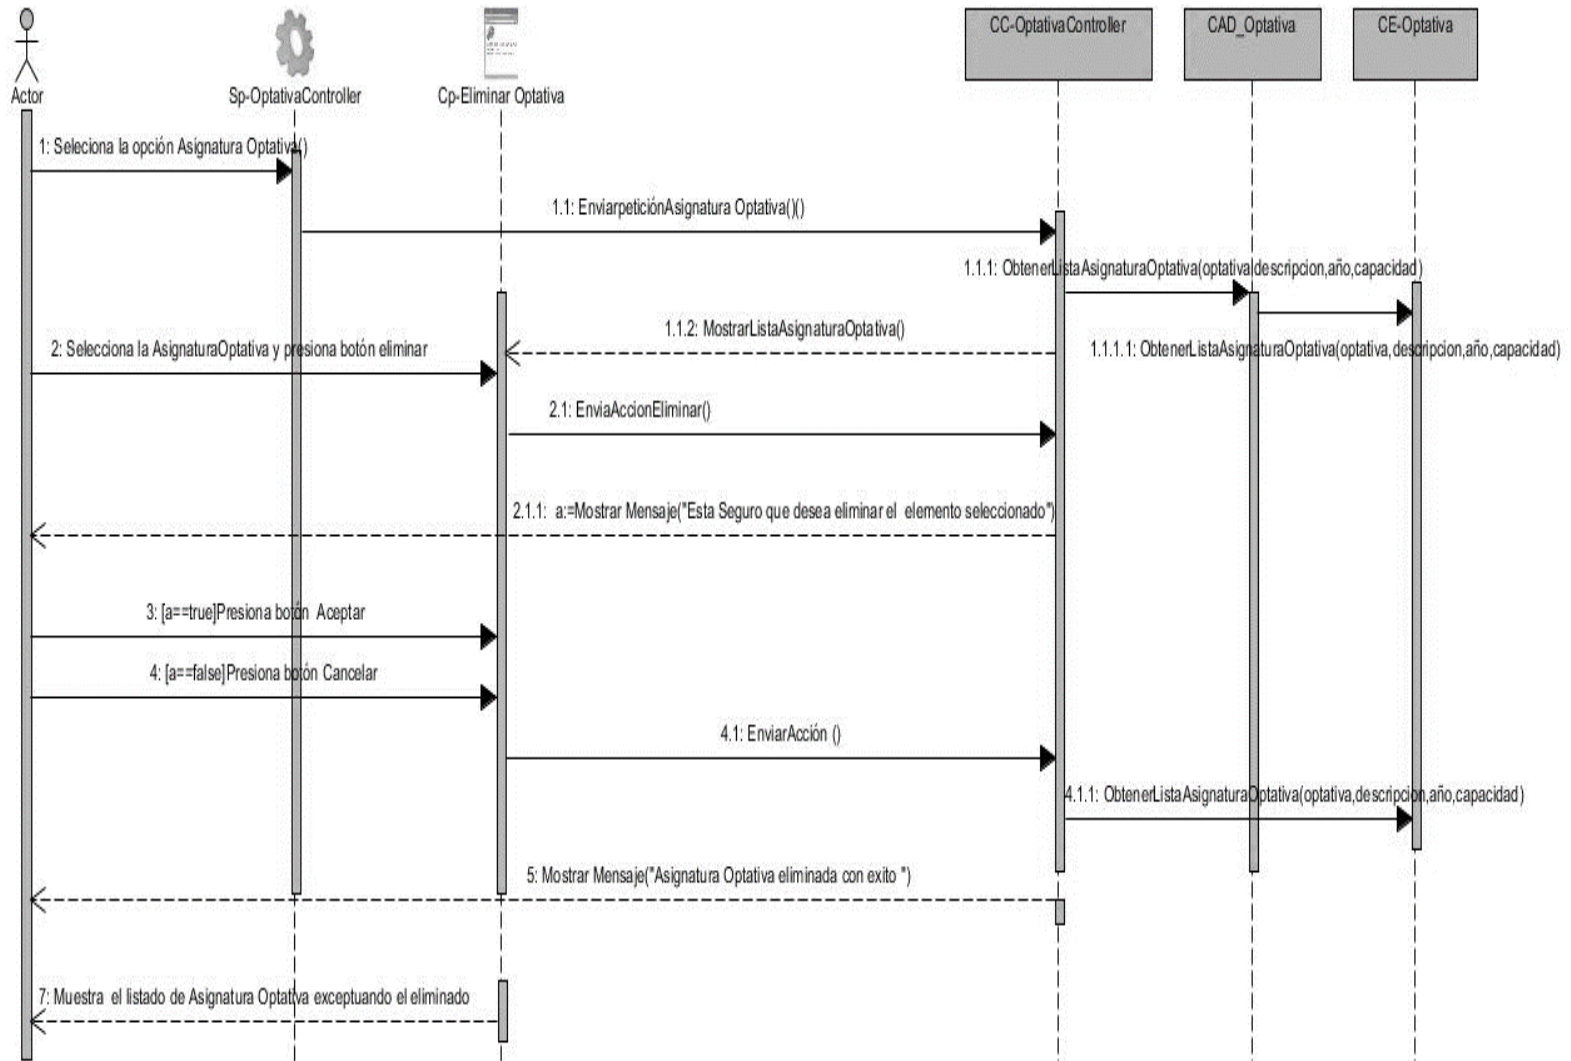 CC-OptativaController
CAD_Optativa
CE-Optativa
Actor
Sp-OptativaController
Cp-Eliminar Optativa
1: Seleciona la opción Asignatura Optativa()
1.1: EnviarpeticiónAsignatura Optativa()()
1.1.1: ObtenerListaAsignaturaOptativa(optativa,descripcion,año,capacidad)
1.1.2: MostrarListaAsignaturaOptativa()
2: Selecciona la AsignaturaOptativa y presiona botón eliminar
1.1.1.1: ObtenerListaAsignaturaOptativa(optativa,descripcion,año,capacidad)
2.1: EnviaAccionEliminar()
2.1.1: a:=Mostrar Mensaje("Esta Seguro que desea eliminar el elemento seleccionado")
3: [a==true]Presiona botón Aceptar
4: [a==false]Presiona botón Cancelar
4.1: EnviarAcción ()
4.1.1: ObtenerListaAsignaturaOptativa(optativa,descripcion,año,capacidad)
5: Mostrar Mensaje("Asignatura Optativa eliminada con exito ")
7: Muestra el listado de Asignatura Optativa exceptuando el eliminado